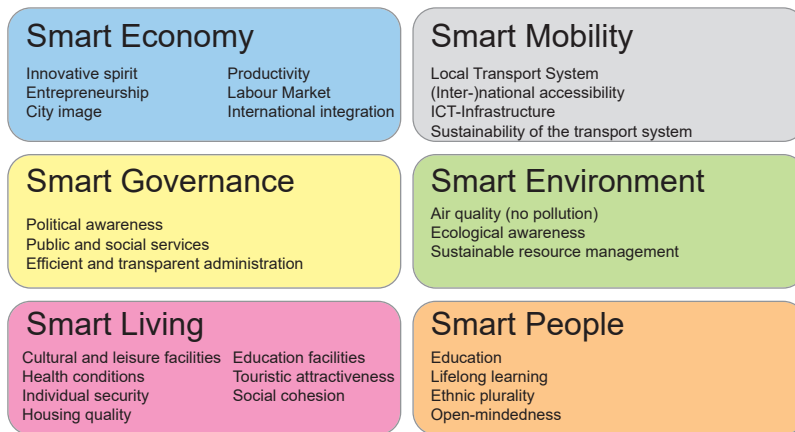 Smart Economy
Innovative spirit
Entrepreneurship
City image
Productivity
Labour Market
International integration
Smart Mobility
Local Transport System
(Inter-)national accessibility
ICT-Infrastructure
Sustainability of the transport system
Smart Governance
Political awareness
Public and social services
Efficient and transparent administration
Smart Environment
Air quality (no pollution)
Ecological awareness
Sustainable resource management
Smart Living
Cultural and leisure facilities
Health conditions
Individual security
Housing quality
Education facilities
Touristic attractiveness
Social cohesion
Smart People
Education
Lifelong learning
Ethnic plurality
Open-mindedness